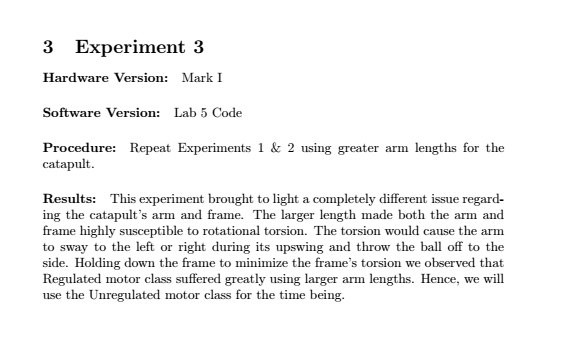 3 Experiment 3
Hardware Version: Mark I
Software Version: Lab 5 Code
Procedure: Repeat Experiments 1 & 2 using greater arm lengths for the
catapult.
Results: This experiment brought to light a completely different issue regard-
ing the catapult's arm and frame. The larger length made both the arm and
frame highly susceptible to rotational torsion. The torsion would cause the arm
to sway to the left or right during its upswing and throw the ball off to the
side. Holding down the frame to minimize the frame's torsion we observed that
Regulated motor class suffered greatly using larger arm lengths. Hence, we will
use the Unregulated motor class for the time being.